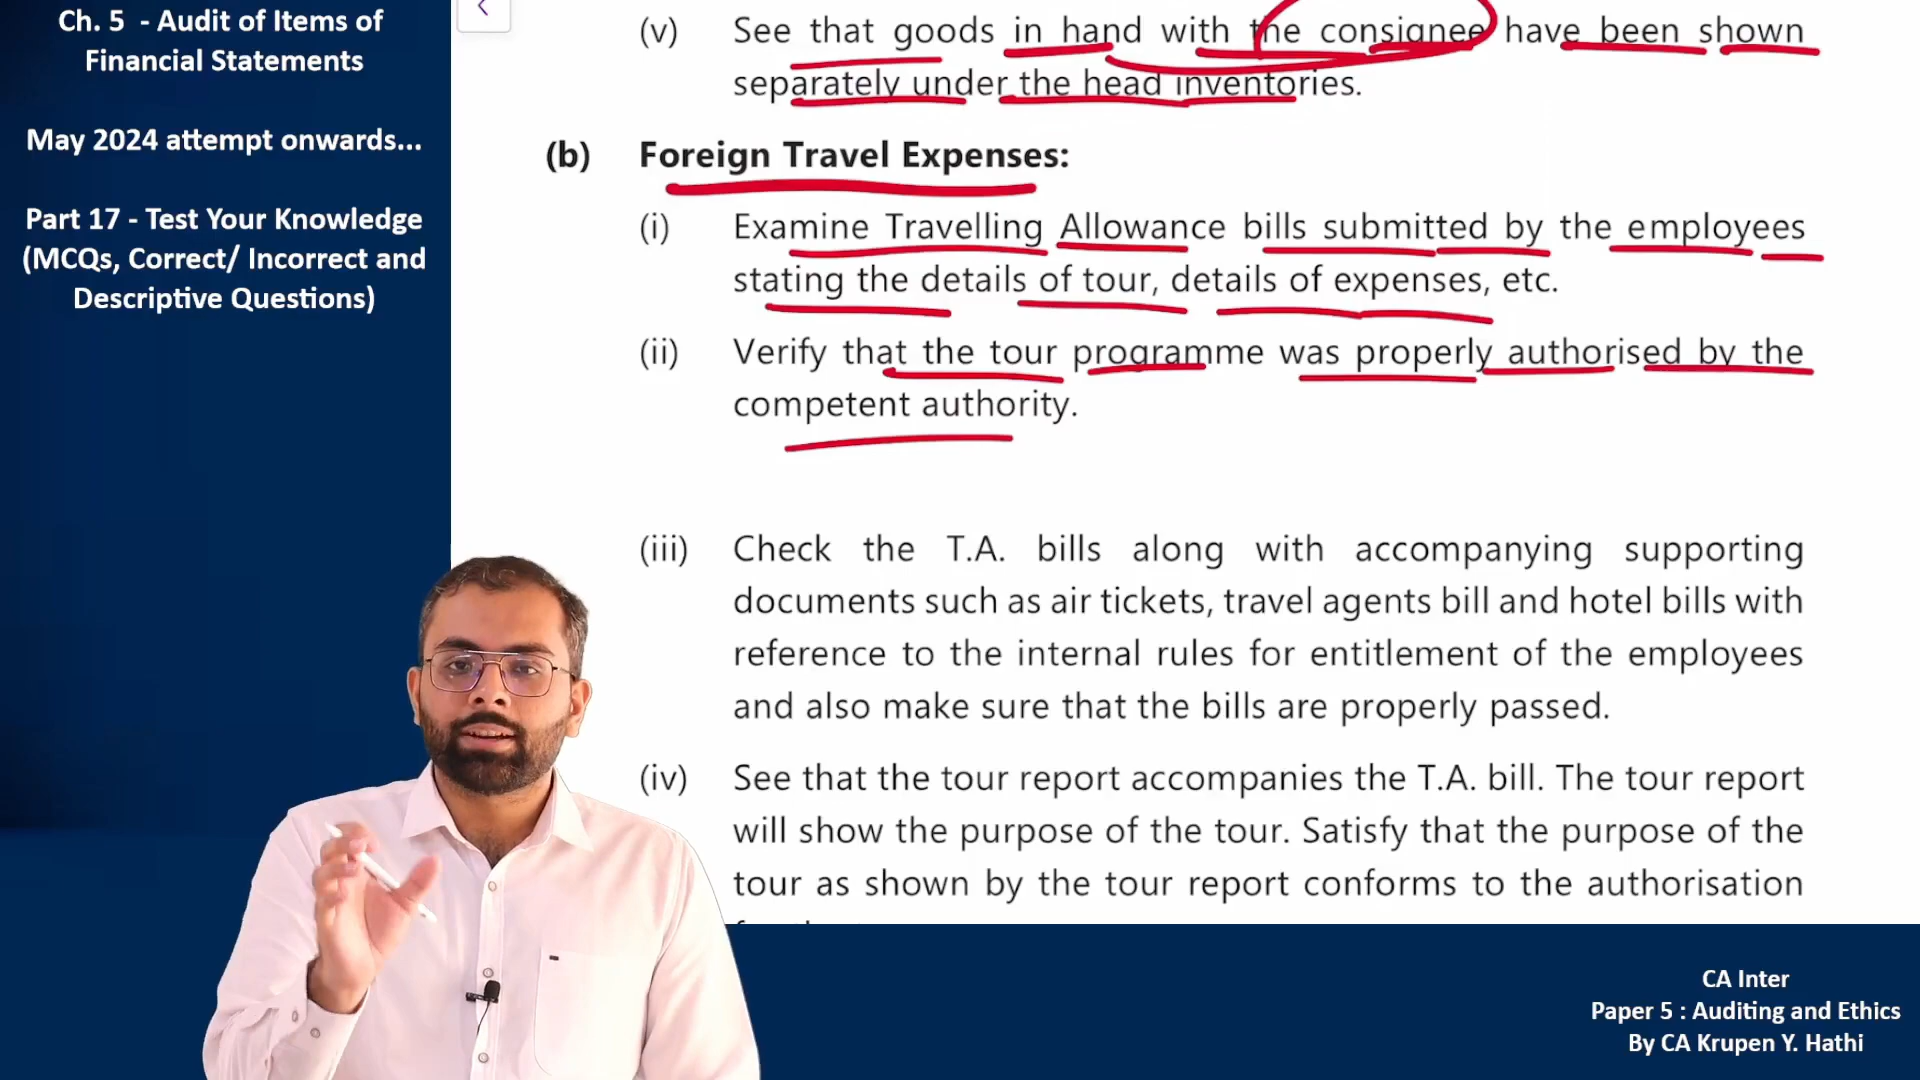 Ch. 5 - Audit of Items of
Financial Statements
May 2024 attempt onwards...
Part 17 - Test Your Knowledge
(MCQs, Correct/ Incorrect and
Descriptive Questions)
(v) See that goods in hand with the consignee have been shown
separately under the head inventories.
(b) Foreign Travel Expenses:
(i) Examine Travelling Allowance bills submitted by the employees
stating the details of tour, details of expenses, etc.
(ii) Verify that the tour programme was properly authorised by the
competent authority.
(iii) Check the T.A. bills along with accompanying supporting
documents such as air tickets, travel agents bill and hotel bills with
reference to the internal rules for entitlement of the employees
and also make sure that the bills are properly passed.
(iv) See that the tour report accompanies the T.A. bill. The tour report
will show the purpose of the tour. Satisfy that the purpose of the
tour as shown by the tour report conforms to the authorisation
CA Inter
Paper 5 : Auditing and Ethics
By CA Krupen Y. Hathi